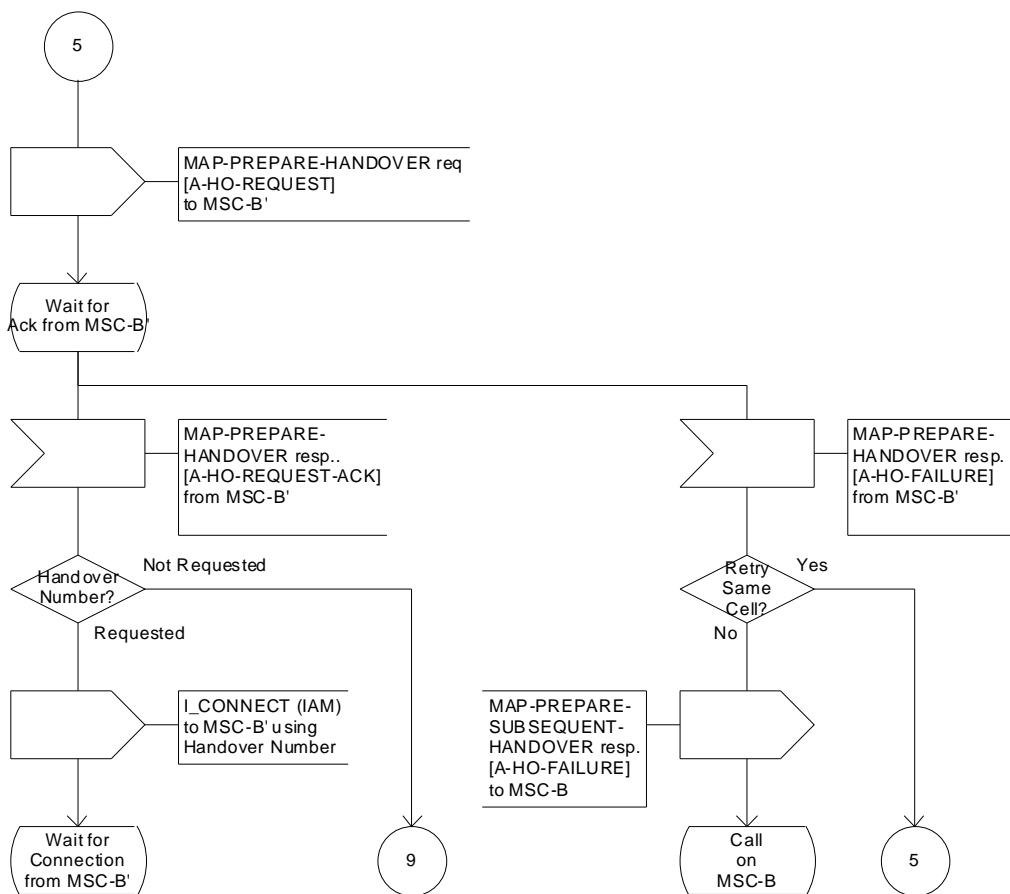 5
MAP-PREPARE-HANDOVER req
[A-HO-REQUEST]
to MSC-B'
Wait for
Ack from MSC-B'
MAP-PREPARE-
HANDOVER resp..
[A-HO-REQUEST-ACK]
from MSC-B'
MAP-PREPARE-
HANDOVER resp.
[A-HO-FAILURE]
from MSC-B'
Handover
Number?
Not Requested
Requested
Retry
Same
Cell?
Yes
No
I_CONNECT (IAM)
to MSC-B' using
Handover Number
MAP-PREPARE-
SUBSEQUENT-
HANDOVER resp.
[A-HO-FAILURE]
to MSC-B
Wait for
Connection
from MSC-B'
9
Call
on
MSC-B
5